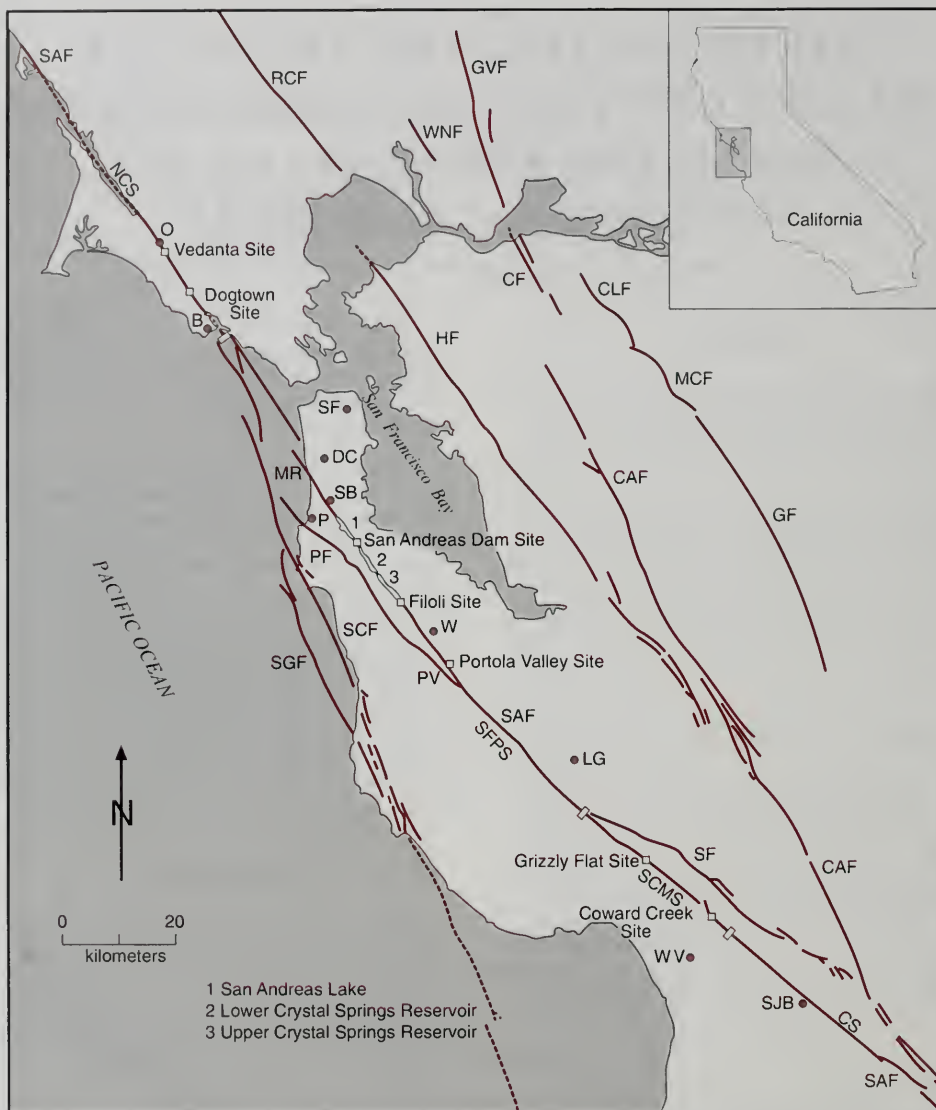 SAF
RCF
GVF
WNF
NCS
O
Vedanta Site
Dogtown
Site
B
California
CF
CLF
HF
MCF
SF
San Francisco Bay
DC
CAF
MR
SB
GF
P
1
San Andreas Dam Site
PF
2
3
Filoli Site
PACIFIC OCEAN
SCF
W
SGF
Portola Valley Site
PV
SAF
SFPS
LG
N
SF
Grizzly Flat Site
SCMS
CAF
Coward Creek
Site
0 20
kilometers
WV
1 San Andreas Lake
2 Lower Crystal Springs Reservoir
3 Upper Crystal Springs Reservoir
SJB
CS
SAF